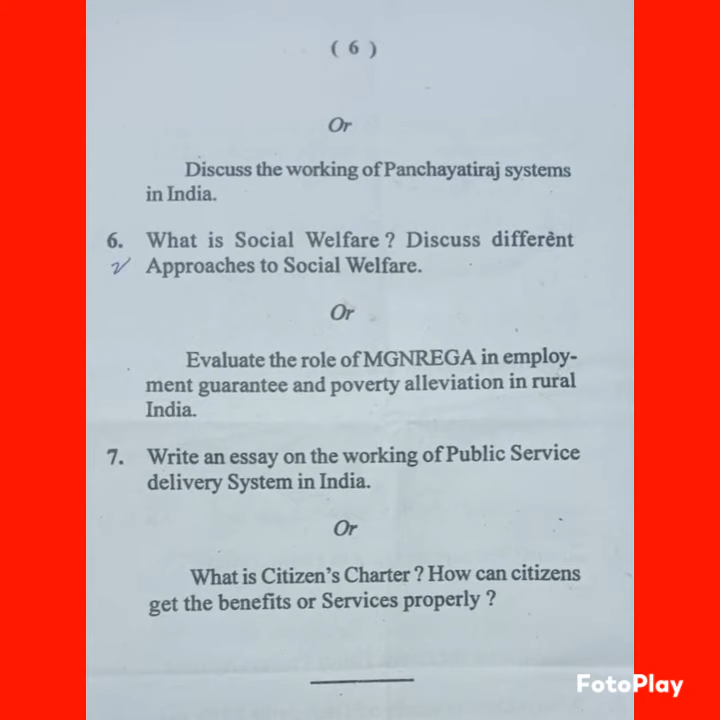 ( 6 )
Or
Discuss the working of Panchayatiraj systems
in India.
6. What is Social Welfare ? Discuss different
Approaches to Social Welfare.
Or
Evaluate the role of MGNREGA in employ-
ment guarantee and poverty alleviation in rural
India.
7. Write an essay on the working of Public Service
delivery System in India.
Or
What is Citizen's Charter ? How can citizens
get the benefits or Services properly ?
FotoPlay